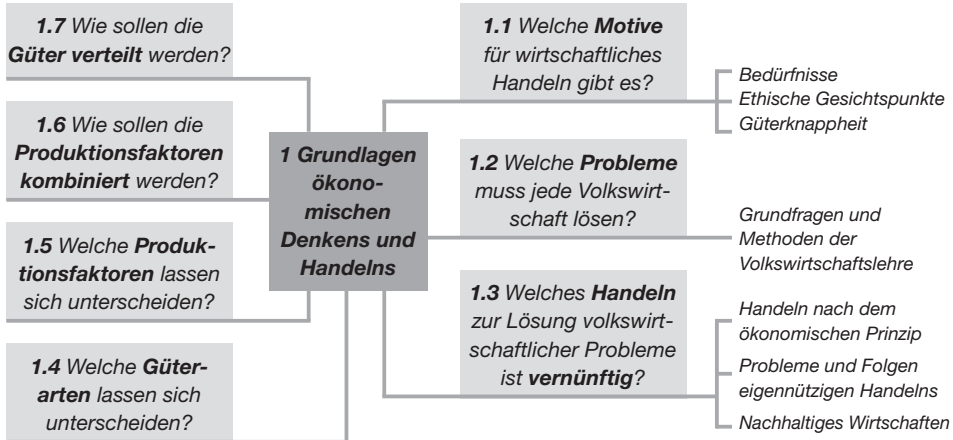 1.7 Wie sollen die
Güter verteilt werden?
1.6 Wie sollen die
Produktionsfaktoren
kombiniert werden?
1.5 Welche Produk-
tionsfaktoren lassen
sich unterscheiden?
1.4 Welche Güter-
arten lassen sich
unterscheiden?
1 Grundlagen
ökono-
mischen
Denkens und
Handelns
1.1 Welche Motive
für wirtschaftliches
Handeln gibt es?
Bedürfnisse
Ethische Gesichtspunkte
Güterknappheit
1.2 Welche Probleme
muss jede Volkswirt-
schaft lösen?
Grundfragen und
Methoden der
Volkswirtschaftslehre
1.3 Welches Handeln
zur Lösung volkswirt-
schaftlicher Probleme
ist vernünftig?
Handeln nach dem
ökonomischen Prinzip
Probleme und Folgen
eigennützigen Handelns
Nachhaltiges Wirtschaften